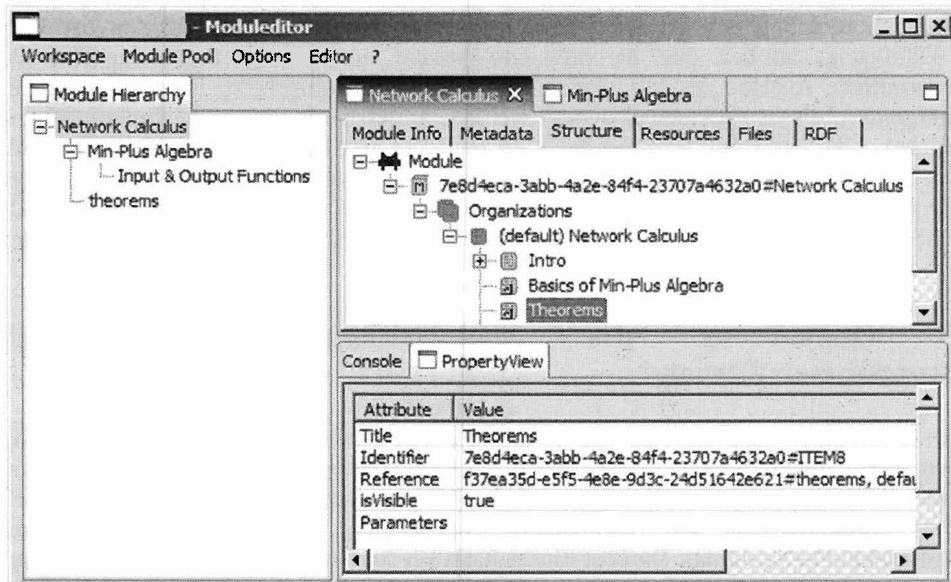 - Moduleditor
Workspace Module Pool Options Editor ?
Module Hierarchy
Network Calculus
Min-Plus Algebra
Input & Output Functions
theorems
Network Calculus X Min-Plus Algebra
Module Info Metadata Structure Resources Files RDF
Module
7e8d4eca-3abb-4a2e-84f4-23707a4632a0#Network Calculus
Organizations
(default) Network Calculus
Intro
Basics of Min-Plus Algebra
Theorems
Console PropertyView
Attribute Value
Title Theorems
Identifier 7e8d4eca-3abb-4a2e-84f4-23707a4632a0#ITEM8
Reference f37ea35d-e5f5-4e8e-9d3c-24d51642e621#theorems, defau
isVisible true
Parameters